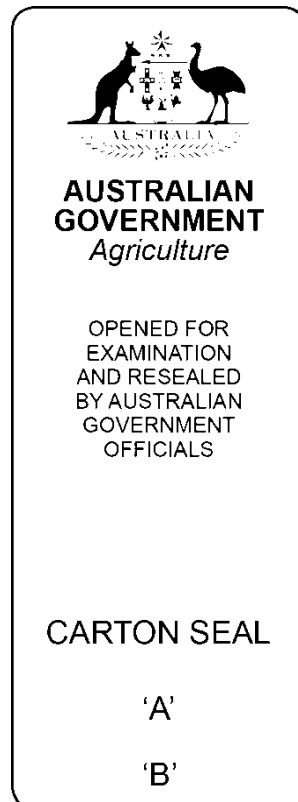 AUSTRALIA
AUSTRALIAN
GOVERNMENT
Agriculture
OPENED FOR
EXAMINATION
AND RESEALED
BY AUSTRALIAN
GOVERNMENT
OFFICIALS
CARTON SEAL
‘A’
‘B’